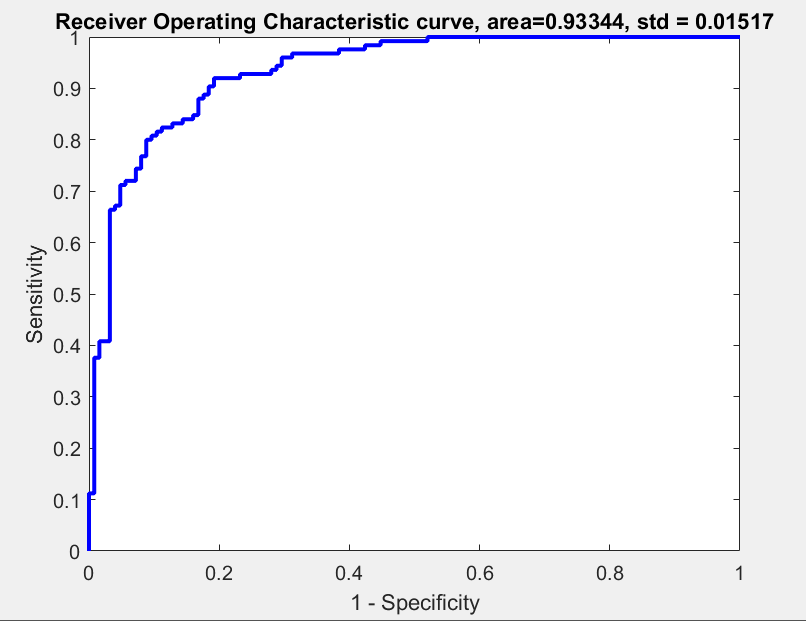 Receiver Operating Characteristic curve, area=0.93344, std = 0.01517
1
0.9
0.8
0.7
0.6
0.5
0.4
0.3
0.2
0.1
0
Sensitivity
0 0.2 0.4 0.6 0.8 1
1 - Specificity